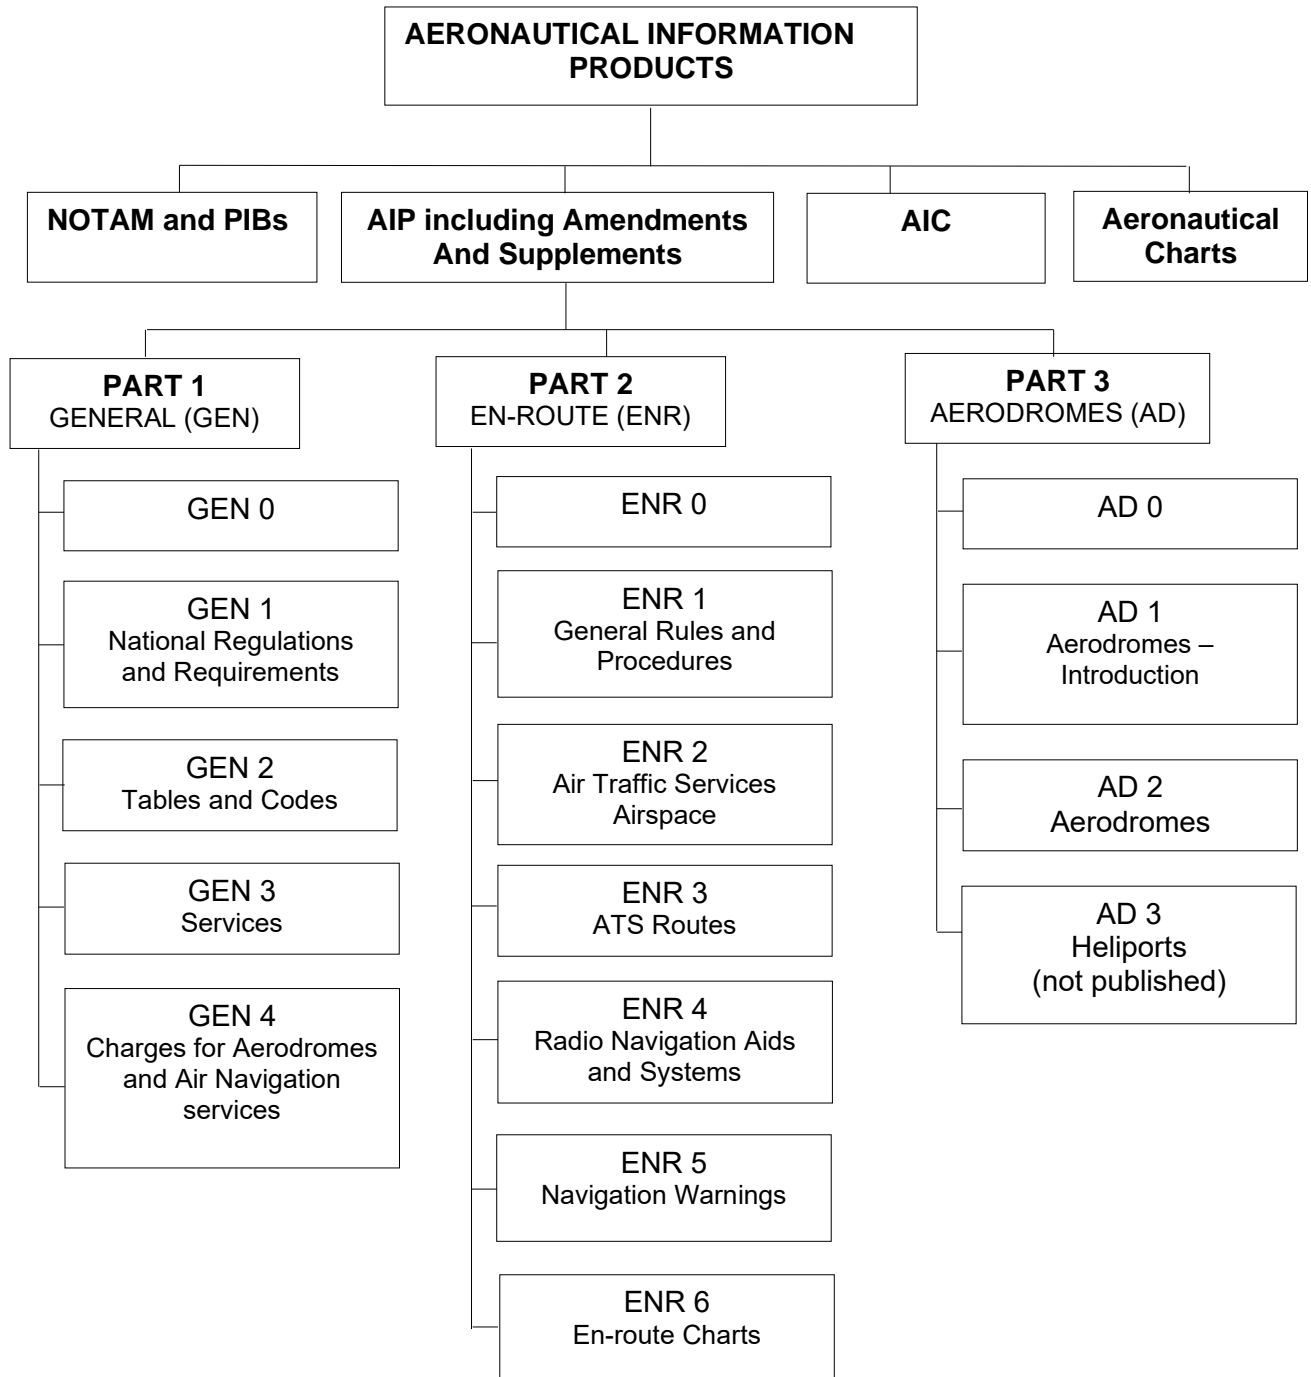 AERONAUTICAL INFORMATION
PRODUCTS
NOTAM and PIBs
AIP including Amendments
And Supplements
AIC
Aeronautical
Charts
PART 1
GENERAL (GEN)
GEN 0
GEN 1
National Regulations
and Requirements
GEN 2
Tables and Codes
GEN 3
Services
GEN 4
Charges for Aerodromes
and Air Navigation
services
PART 2
EN-ROUTE (ENR)
ENR 0
ENR 1
General Rules and
Procedures
ENR 2
Air Traffic Services
Airspace
ENR 3
ATS Routes
ENR 4
Radio Navigation Aids
and Systems
ENR 5
Navigation Warnings
ENR 6
En-route Charts
PART 3
AERODROMES (AD)
AD 0
AD 1
Aerodromes –
Introduction
AD 2
Aerodromes
AD 3
Heliports
(not published)